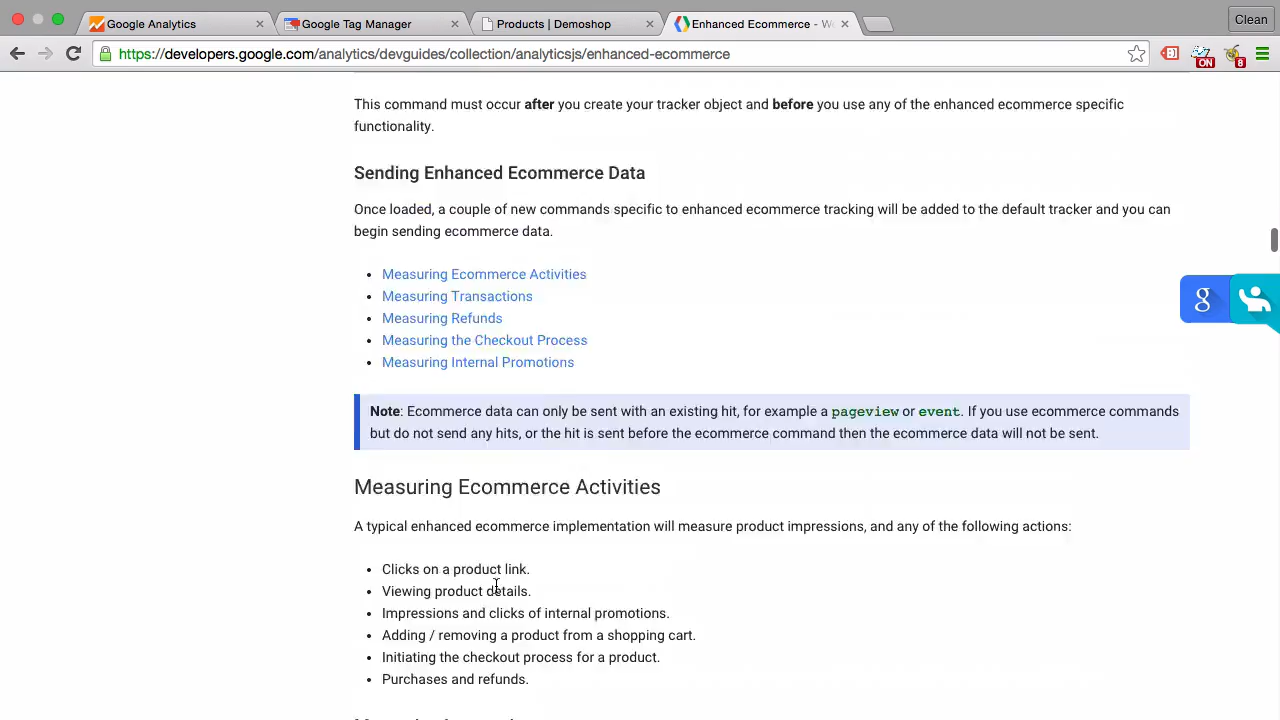 Google Analytics
Google Tag Manager
Products | Demoshop
Enhanced Ecommerce - W
Clean
https://developers.google.com/analytics/devguides/collection/analyticsjs/enhanced-ecommerce
ON
8
This command must occur after you create your tracker object and before you use any of the enhanced ecommerce specific
functionality.
Sending Enhanced Ecommerce Data
Once loaded, a couple of new commands specific to enhanced ecommerce tracking will be added to the default tracker and you can
begin sending ecommerce data.
• Measuring Ecommerce Activities
• Measuring Transactions
• Measuring Refunds
• Measuring the Checkout Process
• Measuring Internal Promotions
g
Note: Ecommerce data can only be sent with an existing hit, for example a pageview or event. If you use ecommerce commands
but do not send any hits, or the hit is sent before the ecommerce command then the ecommerce data will not be sent.
Measuring Ecommerce Activities
A typical enhanced ecommerce implementation will measure product impressions, and any of the following actions:
• Clicks on a product link.
• Viewing product details.
• Impressions and clicks of internal promotions.
• Adding / removing a product from a shopping cart.
• Initiating the checkout process for a product.
• Purchases and refunds.